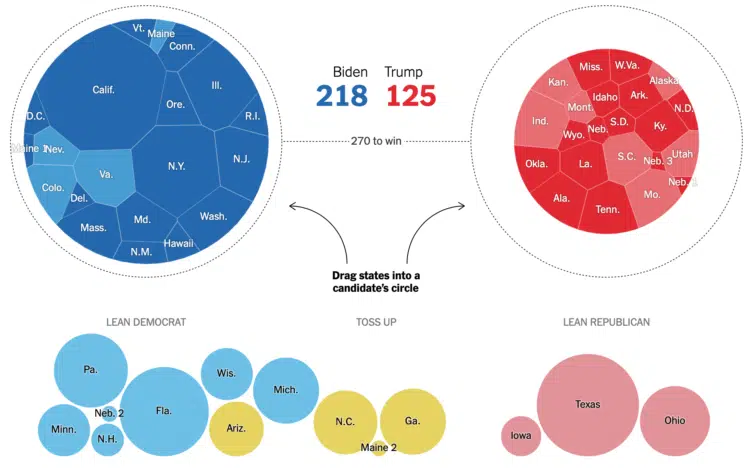 Vt.
Maine
Conn.
Calif.
Ill.
Ore.
D.C.
R.I.
Maine 1
Nev.
Va.
N.Y.
N.J.
Colo.
Del.
Mass.
Md.
Wash.
N.M.
Hawaii
Biden
Trump
218
125
270 to win
Miss.
W.Va.
Kan.
Alaska
Idaho
Ark.
Mont.
N.D.
Ind.
S.D.
Ky.
Wyo.
Neb.
Okla.
La.
S.C.
Neb. 3
Utah
Neb.
Ala.
Tenn.
Mo.
Drag states into a
candidate's circle
LEAN DEMOCRAT
TOSS UP
LEAN REPUBLICAN
Pa.
Wis.
Mich.
Neb. 2
Fla.
Minn.
N.H.
Ariz.
N.C.
Ga.
Maine 2
Texas
Iowa
Ohio